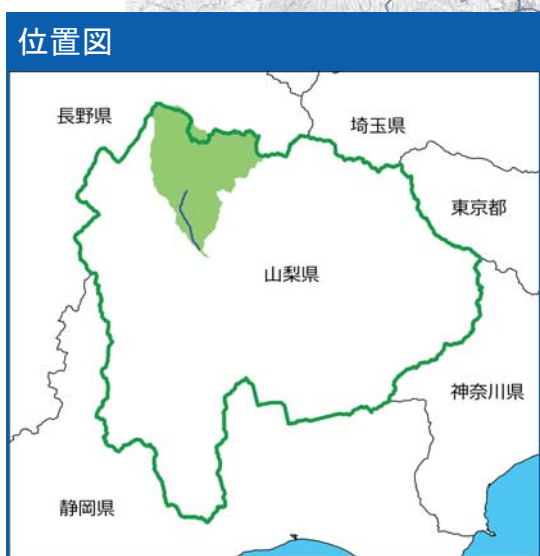 位置図
長野県
埼玉県
東京都
山梨県
神奈川県
静岡県